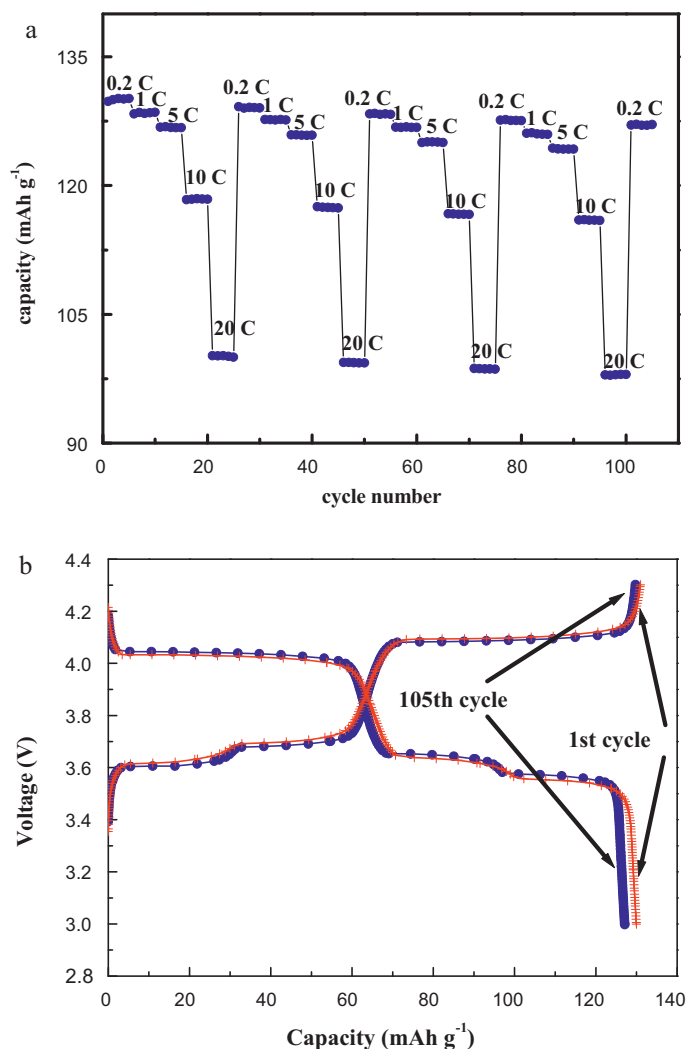 a
135
120
105
90
capacity (mAh g⁻¹)
0.2 C
1 C
5 C
10 C
20 C
0.2 C
1 C
5 C
10 C
20 C
0.2 C
1 C
5 C
10 C
20 C
0.2 C
1 C
5 C
10 C
20 C
0.2 C
0 20 40 60 80 100
cycle number
b
4.4
4.2
4.0
3.8
3.6
3.4
3.2
3.0
2.8
Voltage (V)
105th cycle
1st cycle
0 20 40 60 80 100 120 140
Capacity (mAh g⁻¹)